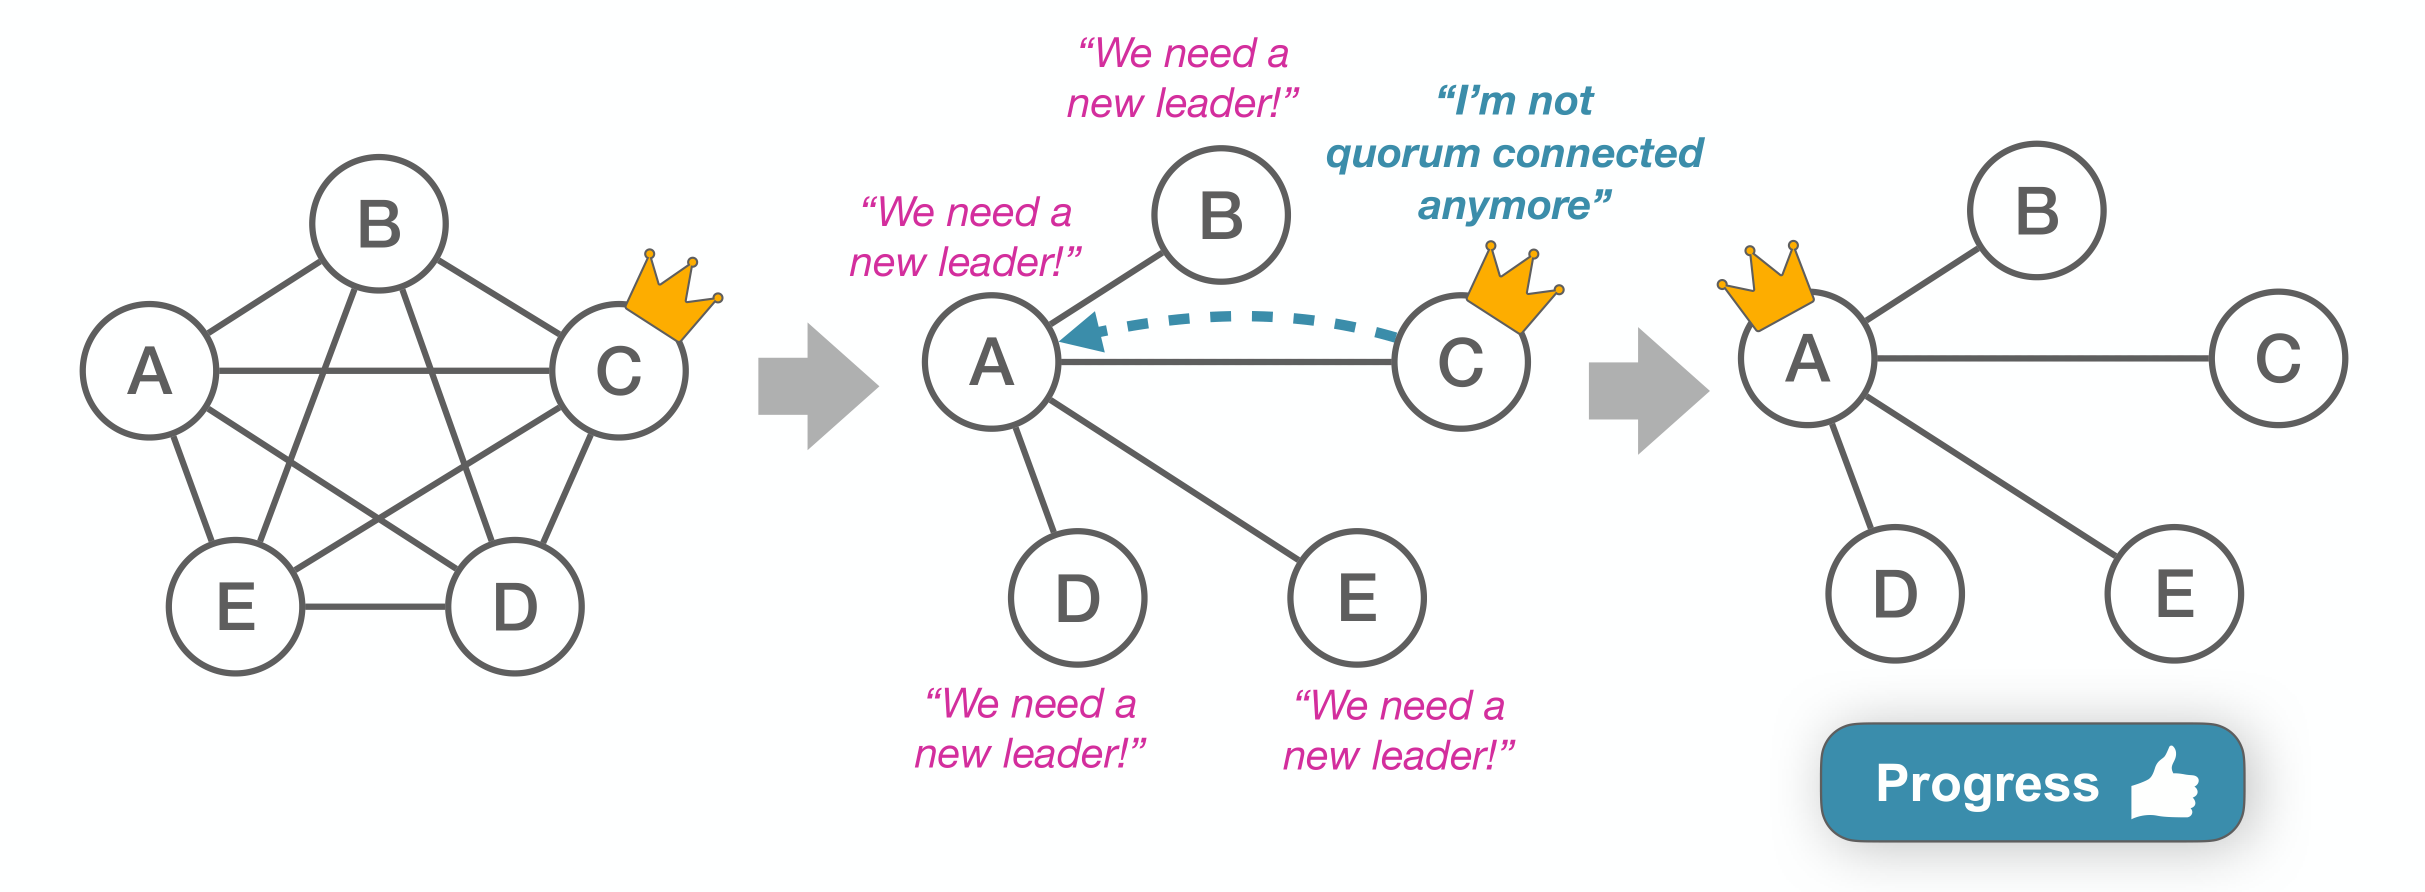 B
A
C
E
D
“We need a
new leader!”
“We need a
new leader!”
“I’m not
quorum connected
anymore”
B
A
C
D
E
“We need a
new leader!”
“We need a
new leader!”
B
A
C
D
E
Progress